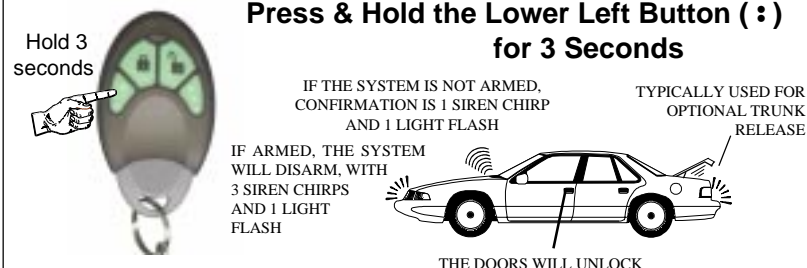 Press & Hold the Lower Left Button (:)
for 3 Seconds
Hold 3
seconds
IF THE SYSTEM IS NOT ARMED,
CONFIRMATION IS 1 SIREN CHIRP
AND 1 LIGHT FLASH
TYPICALLY USED FOR
OPTIONAL TRUNK
RELEASE
IF ARMED, THE SYSTEM
WILL DISARM, WITH
3 SIREN CHIRPS
AND 1 LIGHT
FLASH
THE DOORS WILL UNLOCK